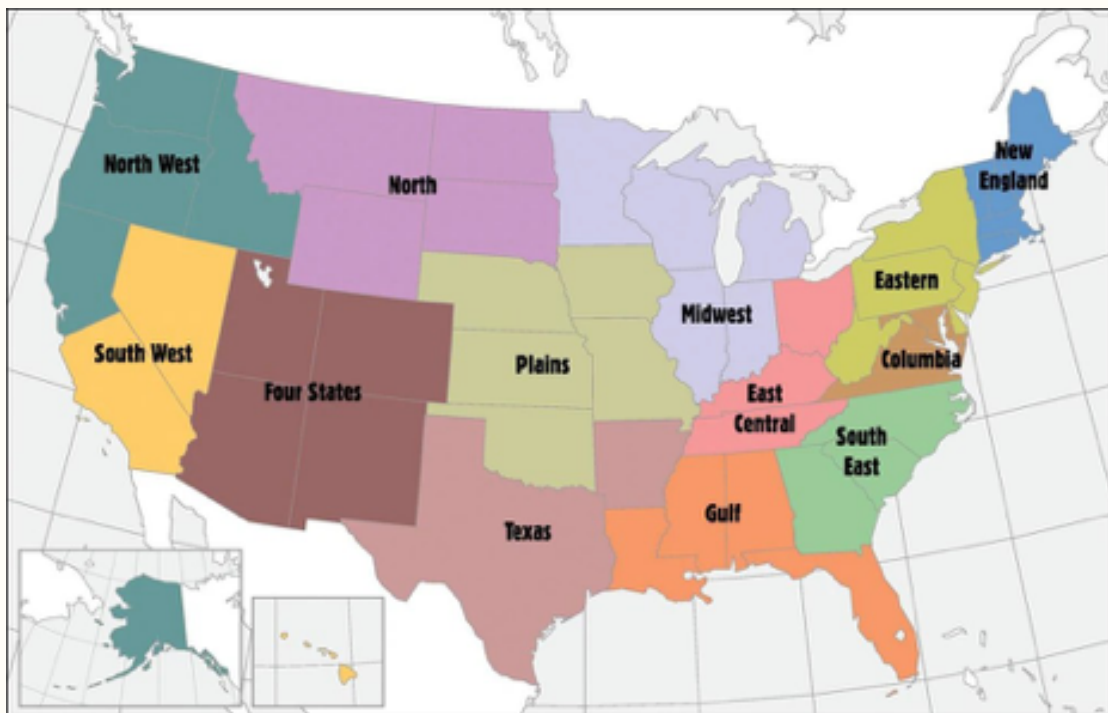 New
England
North West
North
Eastern
Midwest
Columbia
South West
Plains
Four States
East
Central
South
East
Gulf
Texas